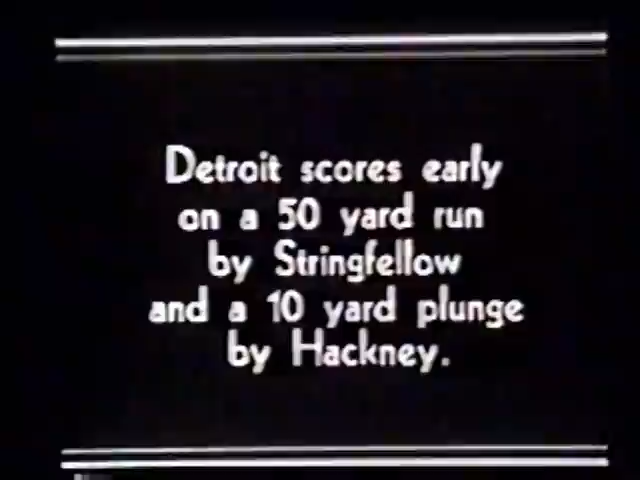 Detroit scores early
on a 50 yard run
by Stringfellow
and a 10 yard plunge
by Hackney.